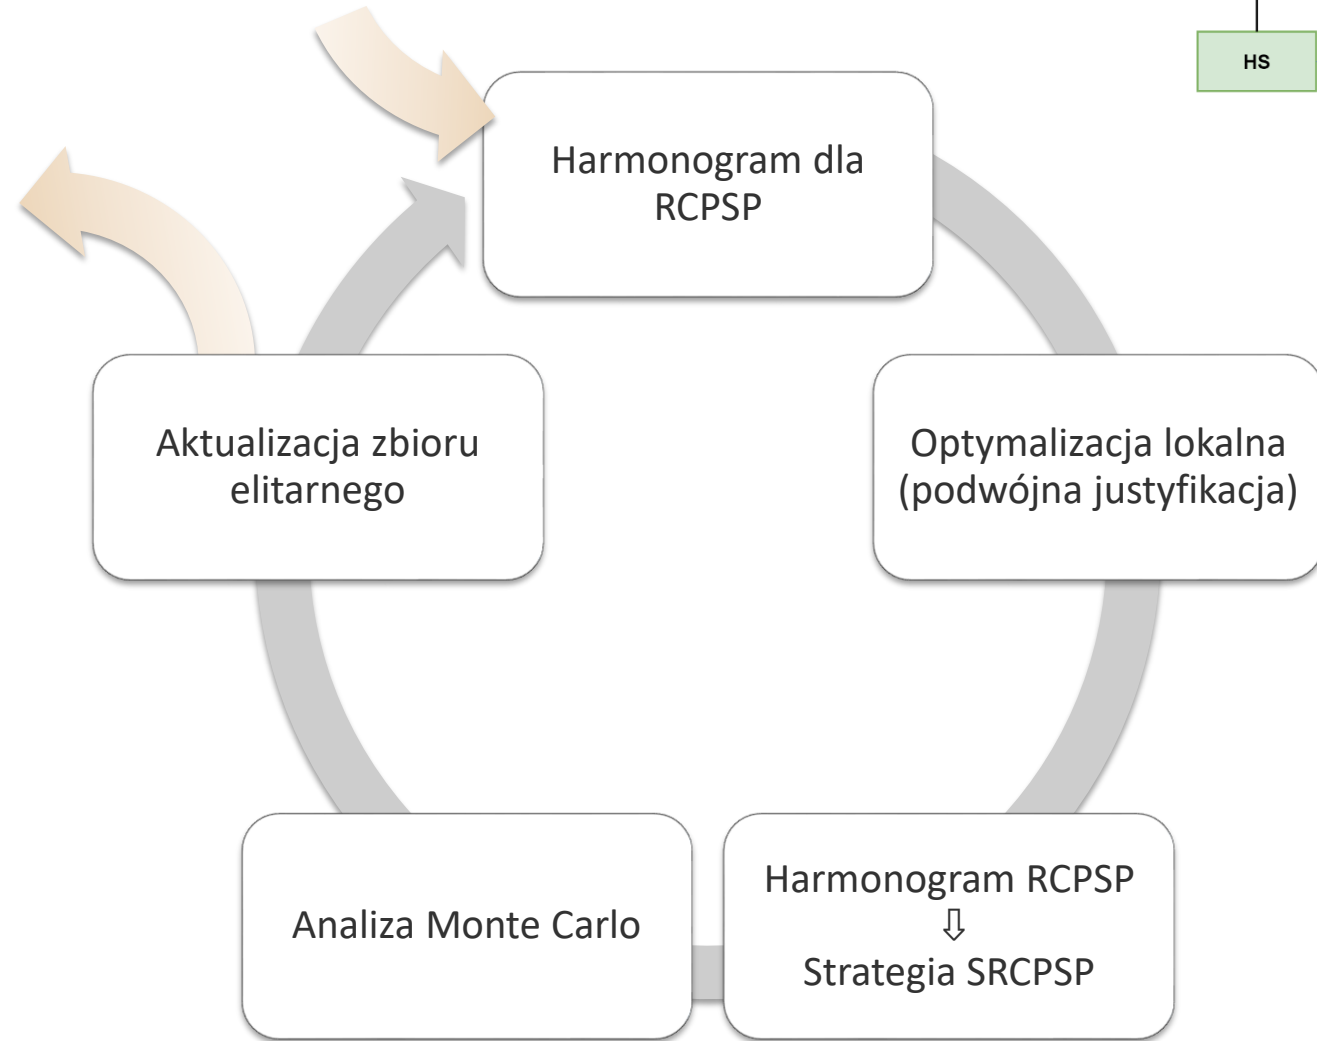 HS
Harmonogram dla
RCPSP
Aktualizacja zbioru
elitarnego
Optymalizacja lokalna
(podwójna justyfikacja)
Analiza Monte Carlo
Harmonogram RCPSP
⇩
Strategia SRCPSP